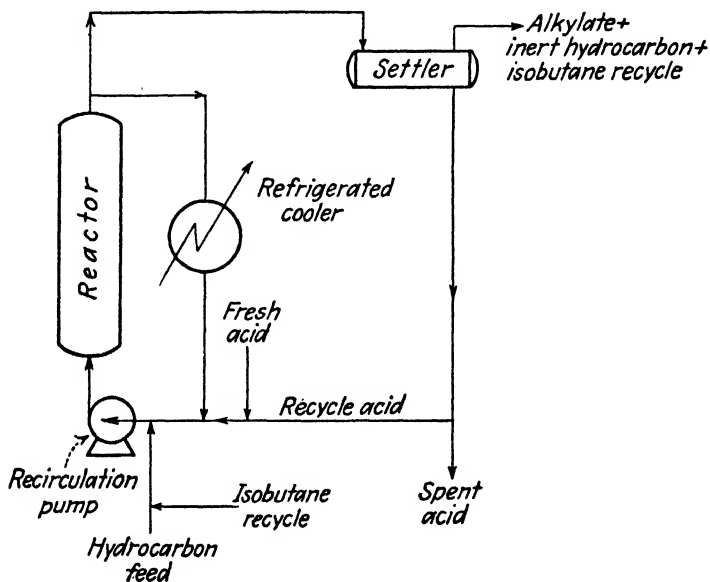 Alkylate+
inert hydrocarbon+
isobutane recycle
Settler
Reactor
Refrigerated
cooler
Fresh
acid
Recycle acid
Recirculation
pump
Isobutane
recycle
Spent
acid
Hydrocarbon
feed